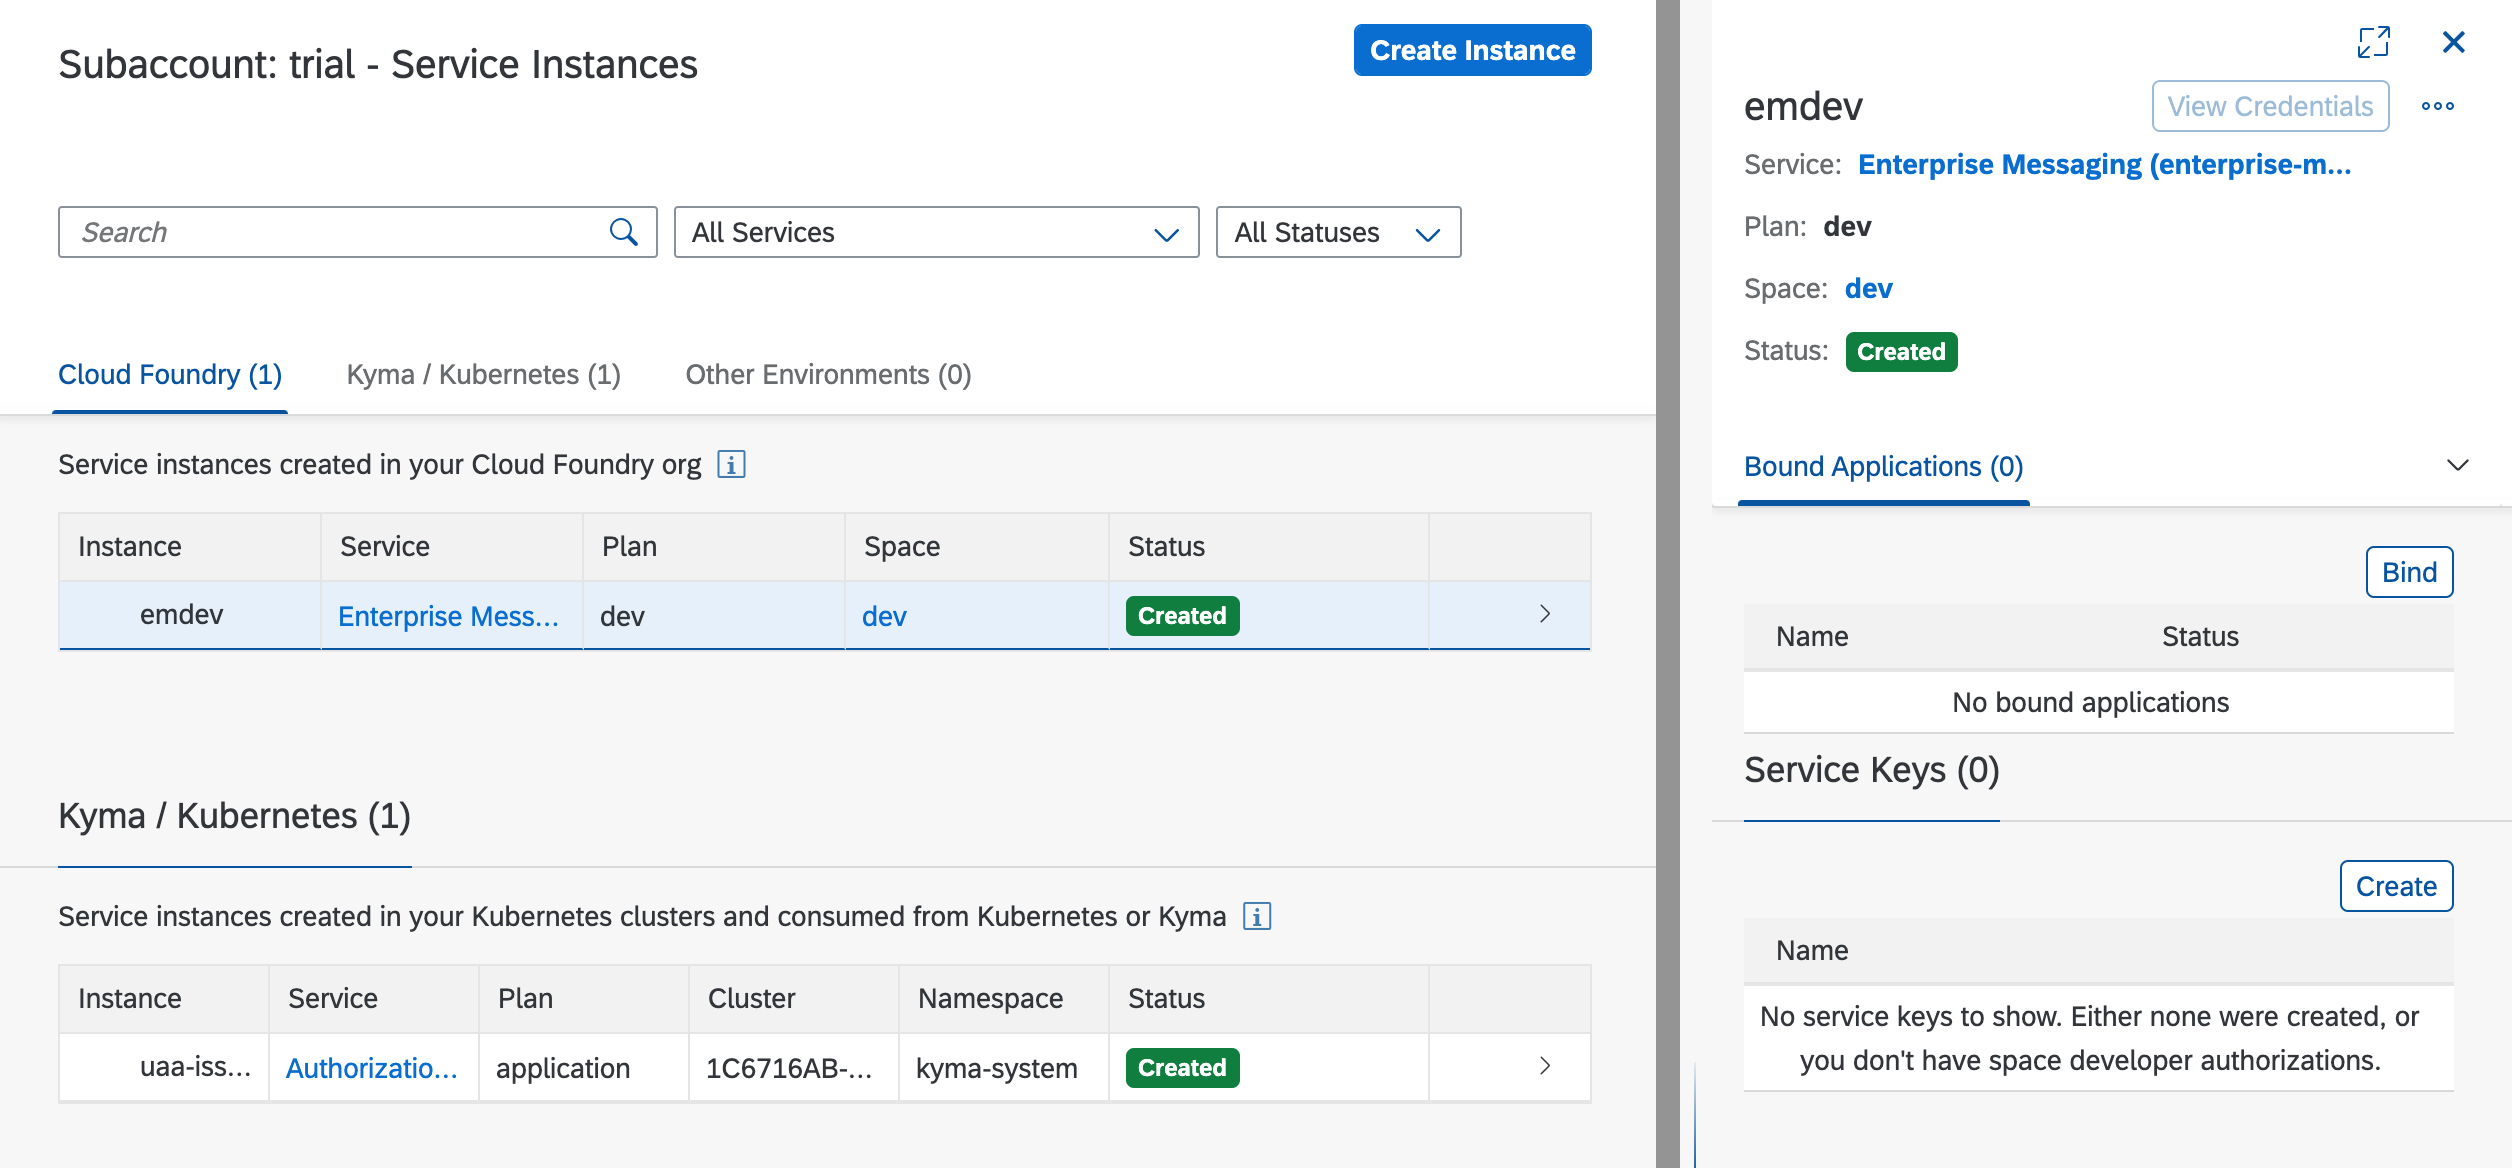 Subaccount: trial - Service Instances
Create Instance
Search
All Services
All Statuses
Cloud Foundry (1)
Kyma / Kubernetes (1)
Other Environments (0)
Service instances created in your Cloud Foundry org
Instance Service Plan Space Status
emdev Enterprise Mess... dev dev Created
Kyma / Kubernetes (1)
Service instances created in your Kubernetes clusters and consumed from Kubernetes or Kyma
Instance Service Plan Cluster Namespace Status
uaa-iss... Authorizatio... application 1C6716AB-... kyma-system Created
emdev
View Credentials
Service: Enterprise Messaging (enterprise-m...
Plan: dev
Space: dev
Status: Created
Bound Applications (0)
Bind
Name Status
No bound applications
Service Keys (0)
Create
Name
No service keys to show. Either none were created, or
you don't have space developer authorizations.